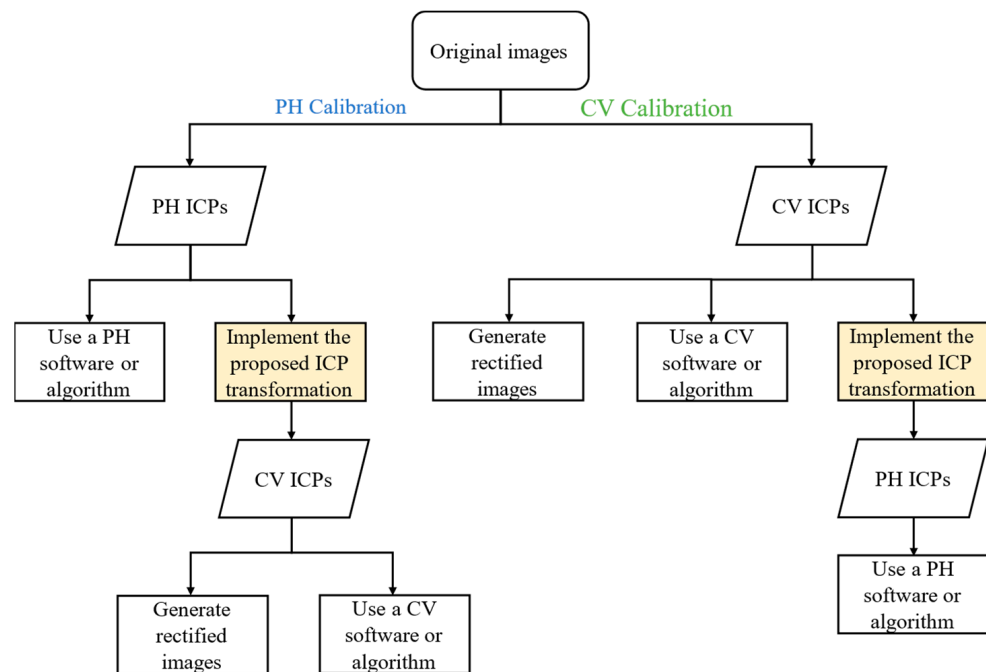 Original images
PH Calibration
CV Calibration
PH ICPs
CV ICPs
Use a PH
software or
algorithm
Implement the
proposed ICP
transformation
Generate
rectified
images
Use a CV
software or
algorithm
Implement the
proposed ICP
transformation
CV ICPs
PH ICPs
Generate
rectified
images
Use a CV
software or
algorithm
Use a PH
software or
algorithm